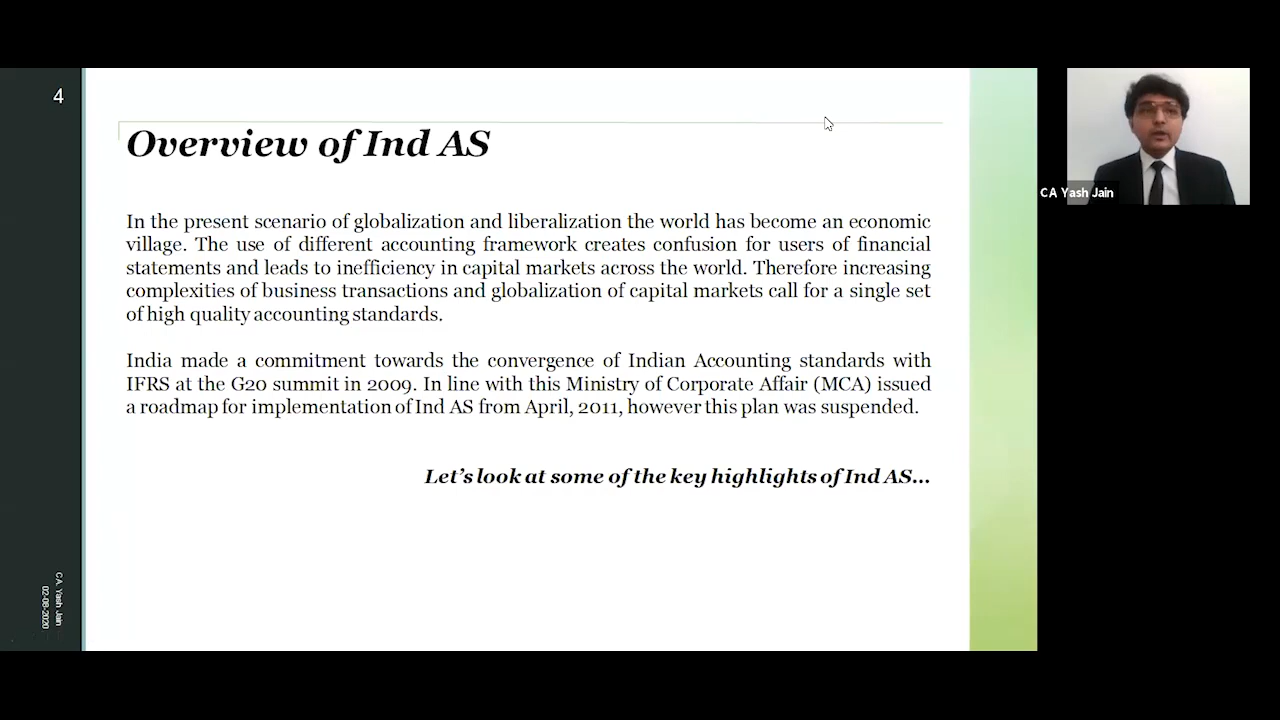 4
Overview of Ind AS
In the present scenario of globalization and liberalization the world has become an economic
village. The use of different accounting framework creates confusion for users of financial
statements and leads to inefficiency in capital markets across the world. Therefore increasing
complexities of business transactions and globalization of capital markets call for a single set
of high quality accounting standards.
India made a commitment towards the convergence of Indian Accounting standards with
IFRS at the G20 summit in 2009. In line with this Ministry of Corporate Affair (MCA) issued
a roadmap for implementation of Ind AS from April, 2011, however this plan was suspended.
Let's look at some of the key highlights of Ind AS...
CA. Yash Jain
02-08-2020
CA Yash Jain